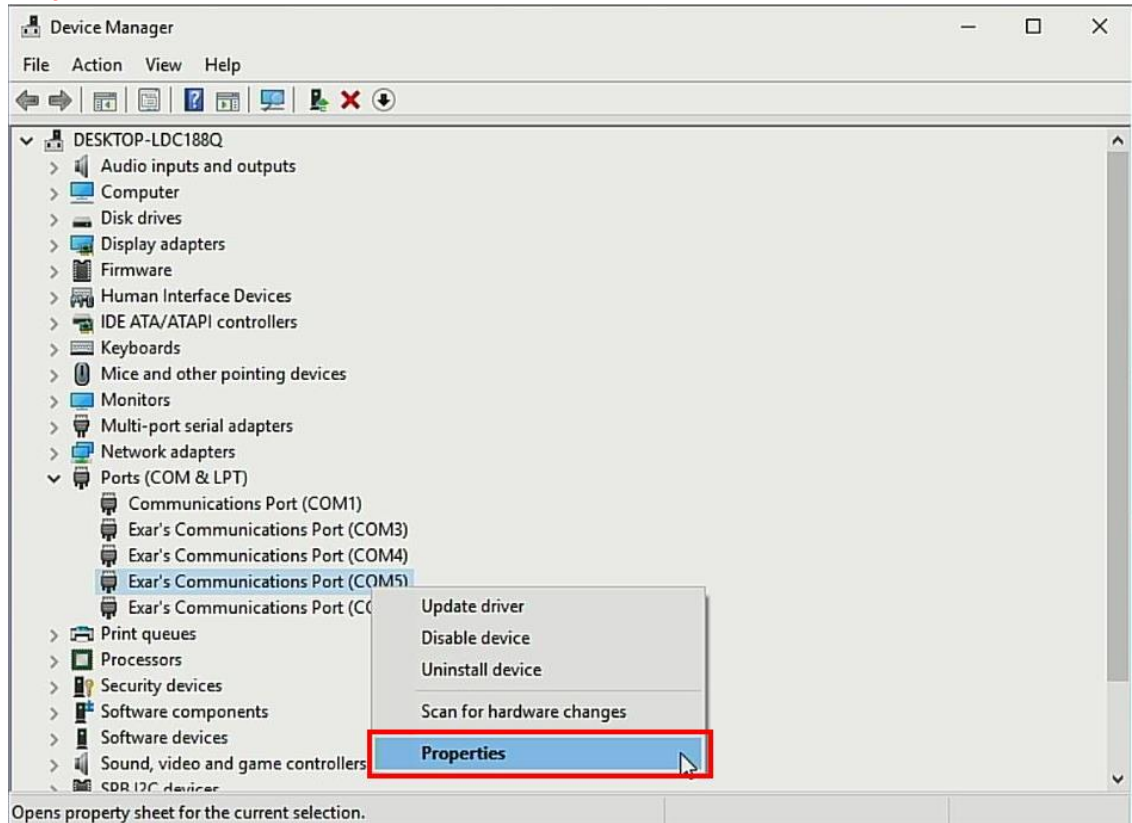 Device Manager
File Action View Help
DESKTOP-LDC188Q
Audio inputs and outputs
Computer
Disk drives
Display adapters
Firmware
Human Interface Devices
IDE ATA/ATAPI controllers
Keyboards
Mice and other pointing devices
Monitors
Multi-port serial adapters
Network adapters
Ports (COM & LPT)
Communications Port (COM1)
Exar's Communications Port (COM3)
Exar's Communications Port (COM4)
Exar's Communications Port (COM5)
Exar's Communications Port (CO
Print queues
Processors
Security devices
Software components
Software devices
Sound, video and game controllers
SPB I2C devices
Update driver
Disable device
Uninstall device
Scan for hardware changes
Properties
Opens property sheet for the current selection.